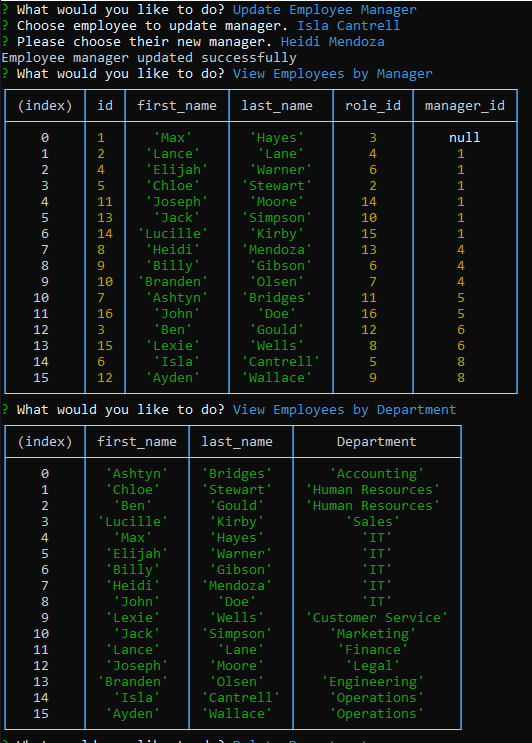 ? What would you like to do? Update Employee Manager
? Choose employee to update manager. Isla Cantrell
? Please choose their new manager. Heidi Mendoza
Employee manager updated successfully
? What would you like to do? View Employees by Manager
(index) id first_name last_name role_id manager_id
0 1 'Max' 'Hayes' 3 null
1 2 'Lance' 'Lane' 4 1
2 4 'Elijah' 'Warner' 6 1
3 5 'Chloe' 'Stewart' 2 1
4 11 'Joseph' 'Moore' 14 1
5 13 'Jack' 'Simpson' 10 1
6 14 'Lucille' 'Kirby' 15 1
7 8 'Heidi' 'Mendoza' 13 4
8 9 'Billy' 'Gibson' 6 4
9 10 'Branden' 'Olsen' 7 4
10 7 'Ashtyn' 'Bridges' 11 5
11 16 'John' 'Doe' 16 5
12 3 'Ben' 'Gould' 12 6
13 15 'Lexie' 'Wells' 8 6
14 6 'Isla' 'Cantrell' 5 8
15 12 'Ayden' 'Wallace' 9 8
? What would you like to do? View Employees by Department
(index) first_name last_name Department
0 'Ashtyn' 'Bridges' 'Accounting'
1 'Chloe' 'Stewart' 'Human Resources'
2 'Ben' 'Gould' 'Human Resources'
3 'Lucille' 'Kirby' 'Sales'
4 'Max' 'Hayes' 'IT'
5 'Elijah' 'Warner' 'IT'
6 'Billy' 'Gibson' 'IT'
7 'Heidi' 'Mendoza' 'IT'
8 'John' 'Doe' 'IT'
9 'Lexie' 'Wells' 'Customer Service'
10 'Jack' 'Simpson' 'Marketing'
11 'Lance' 'Lane' 'Finance'
12 'Joseph' 'Moore' 'Legal'
13 'Branden' 'Olsen' 'Engineering'
14 'Isla' 'Cantrell' 'Operations'
15 'Ayden' 'Wallace' 'Operations'